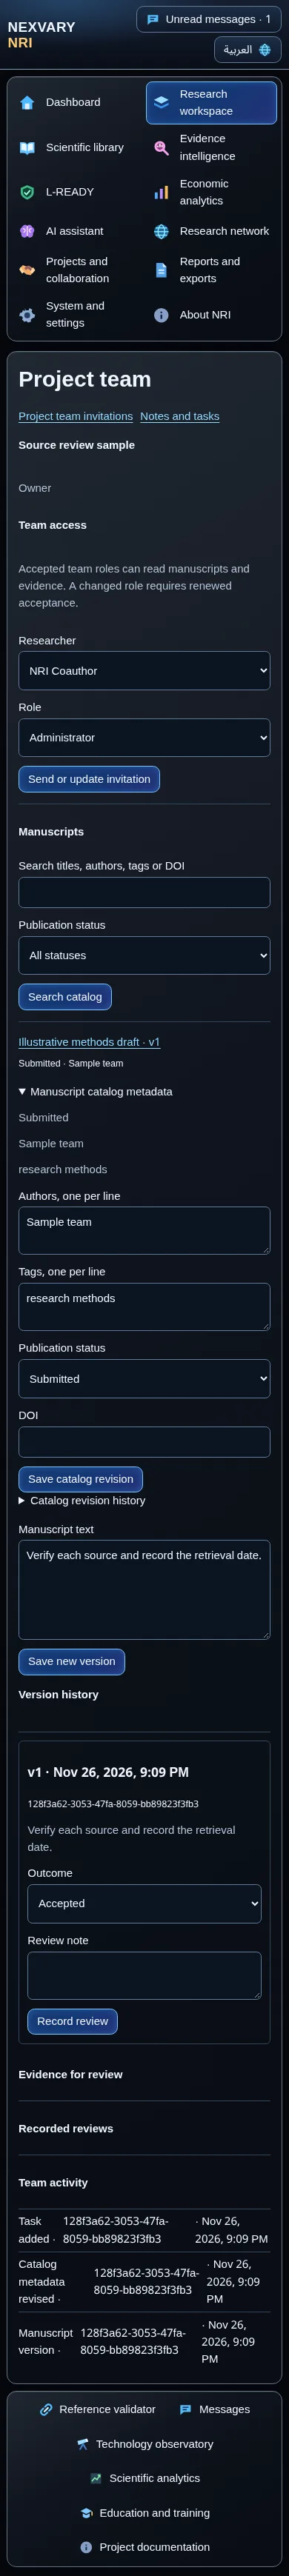 NEXVARY
NRI
Unread messages · 1
العربية
Dashboard
Research
workspace
Scientific library
Evidence
intelligence
L-READY
Economic
analytics
AI assistant
Research network
Projects and
collaboration
Reports and
exports
System and
settings
About NRI
Project team
Project team invitations Notes and tasks
Source review sample
Owner
Team access
Accepted team roles can read manuscripts and
evidence. A changed role requires renewed
acceptance.
Researcher
NRI Coauthor
Role
Administrator
Send or update invitation
Manuscripts
Search titles, authors, tags or DOI
Publication status
All statuses
Search catalog
Illustrative methods draft · v1
Submitted · Sample team
Manuscript catalog metadata
Submitted
Sample team
research methods
Authors, one per line
Sample team
Tags, one per line
research methods
Publication status
Submitted
DOI
Save catalog revision
Catalog revision history
Manuscript text
Verify each source and record the retrieval date.
Save new version
Version history
v1 · Nov 26, 2026, 9:09 PM
128f3a62-3053-47fa-8059-bb89823f3fb3
Verify each source and record the retrieval
date.
Outcome
Accepted
Review note
Record review
Evidence for review
Recorded reviews
Team activity
Task
added ·
128f3a62-3053-47fa-
8059-bb89823f3fb3
· Nov 26,
2026, 9:09 PM
Catalog
metadata
revised ·
128f3a62-3053-47fa-
8059-bb89823f3fb3
· Nov 26,
2026, 9:09
PM
Manuscript
version ·
128f3a62-3053-47fa-
8059-bb89823f3fb3
· Nov 26,
2026, 9:09
PM
Reference validator
Messages
Technology observatory
Scientific analytics
Education and training
Project documentation